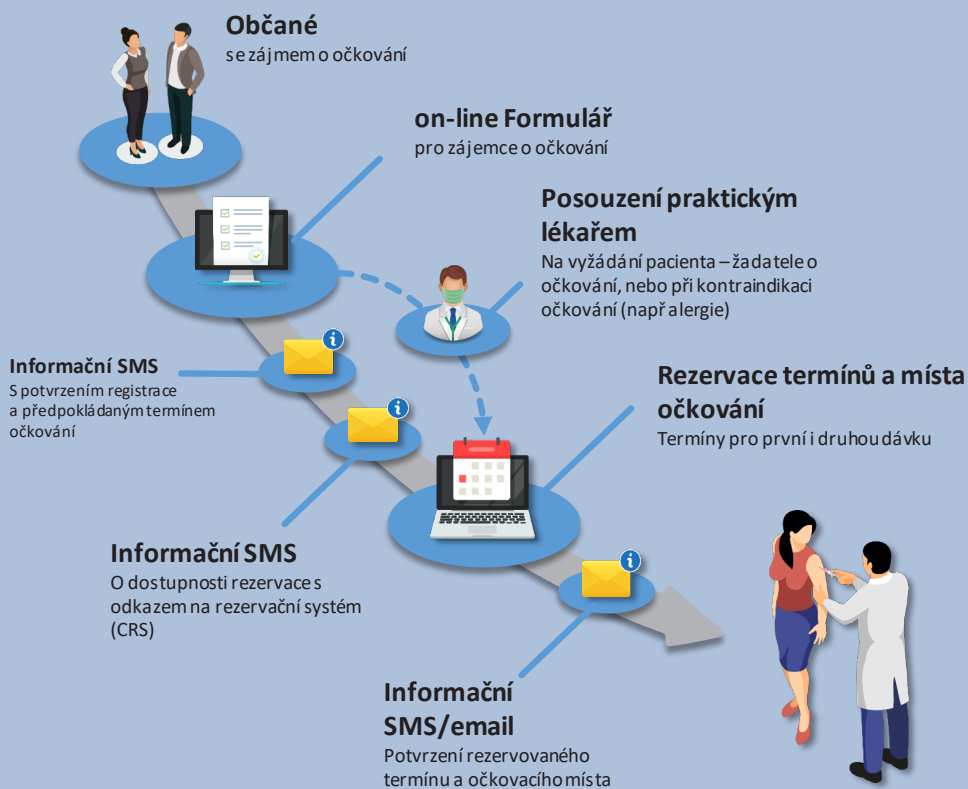 Občané
se zájmem o očkování
on-line Formulář
pro zájemce o očkování
Posouzení praktickým
lékařem
Na vyžádání pacienta – žadatele o
očkování, nebo při kontraindikaci
očkování (např alergie)
Informační SMS
S potvrzením registrace
a předpokládaným termínem
očkování
Rezervace termínů a místa
očkování
Termíny pro první i druhou dávku
Informační SMS
O dostupnosti rezervace s
odkazem na rezervační systém
(CRS)
Informační
SMS/email
Potvrzení rezervovaného
termínu a očkovacího místa